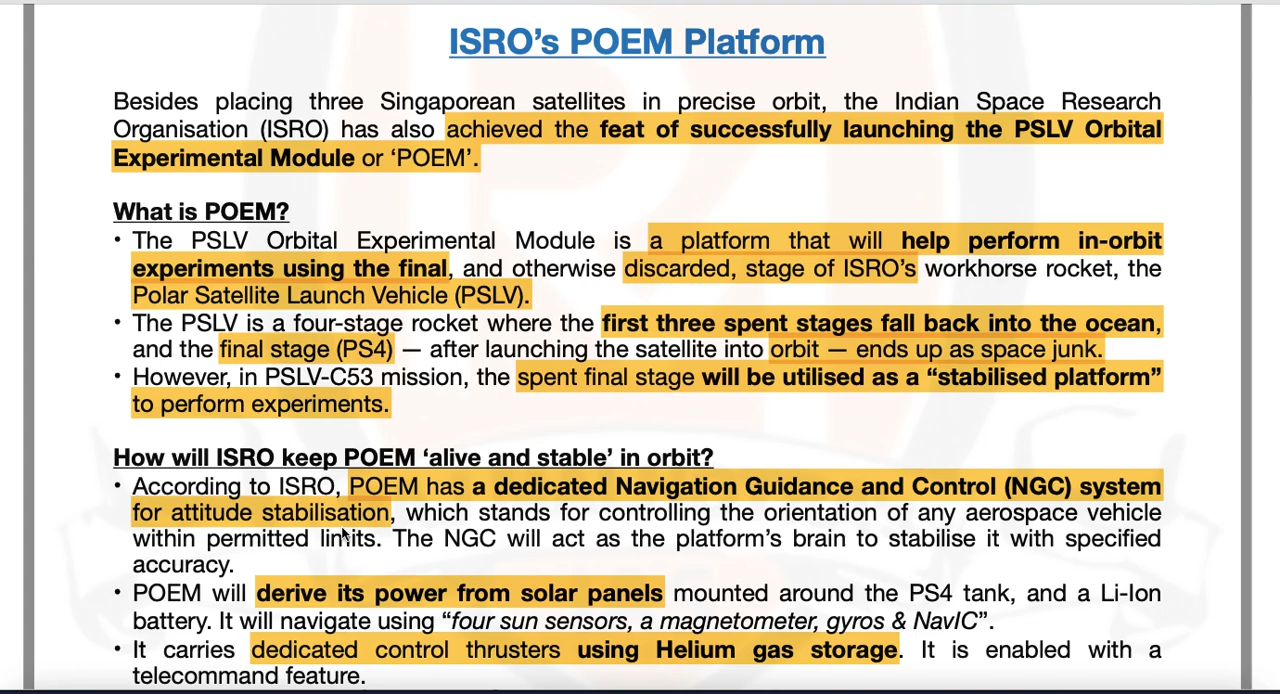 ISRO’s POEM Platform
Besides placing three Singaporean satellites in precise orbit, the Indian Space Research
Organisation (ISRO) has also achieved the feat of successfully launching the PSLV Orbital
Experimental Module or ‘POEM’.
What is POEM?
• The PSLV Orbital Experimental Module is a platform that will help perform in-orbit
experiments using the final, and otherwise discarded, stage of ISRO’s workhorse rocket, the
Polar Satellite Launch Vehicle (PSLV).
• The PSLV is a four-stage rocket where the first three spent stages fall back into the ocean,
and the final stage (PS4) — after launching the satellite into orbit — ends up as space junk.
• However, in PSLV-C53 mission, the spent final stage will be utilised as a “stabilised platform”
to perform experiments.
How will ISRO keep POEM ‘alive and stable’ in orbit?
• According to ISRO, POEM has a dedicated Navigation Guidance and Control (NGC) system
for attitude stabilisation, which stands for controlling the orientation of any aerospace vehicle
within permitted limits. The NGC will act as the platform’s brain to stabilise it with specified
accuracy.
• POEM will derive its power from solar panels mounted around the PS4 tank, and a Li-Ion
battery. It will navigate using “four sun sensors, a magnetometer, gyros & NavIC”.
• It carries dedicated control thrusters using Helium gas storage. It is enabled with a
telecommand feature.